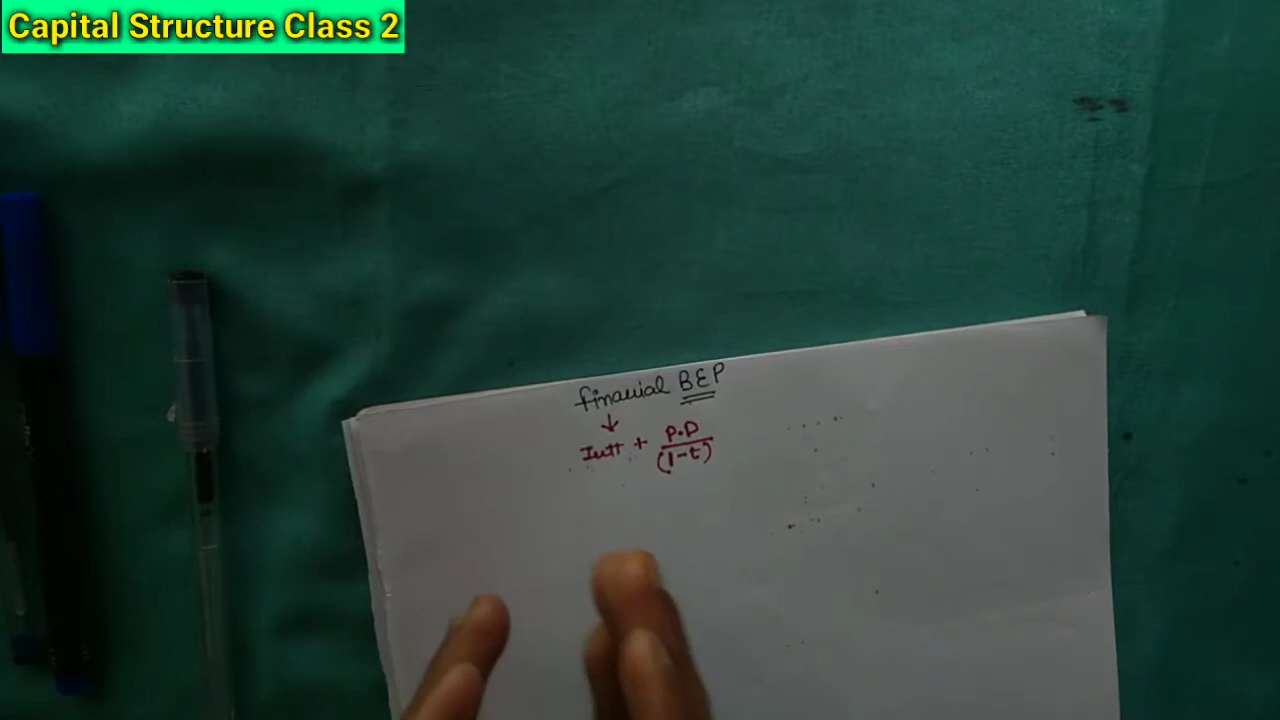 Capital Structure Class 2
financial BEP
↓
Intt + P.D/(1-t)